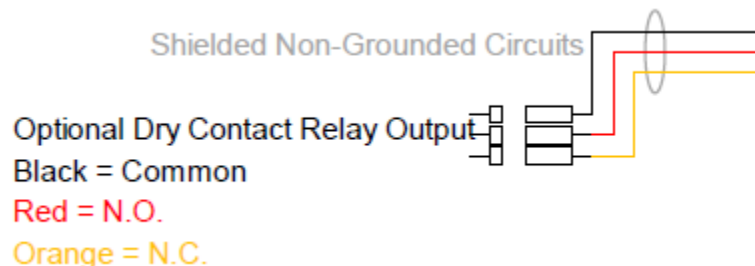 Shielded Non-Grounded Circuits
Optional Dry Contact Relay Output
Black = Common
Red = N.O.
Orange = N.C.